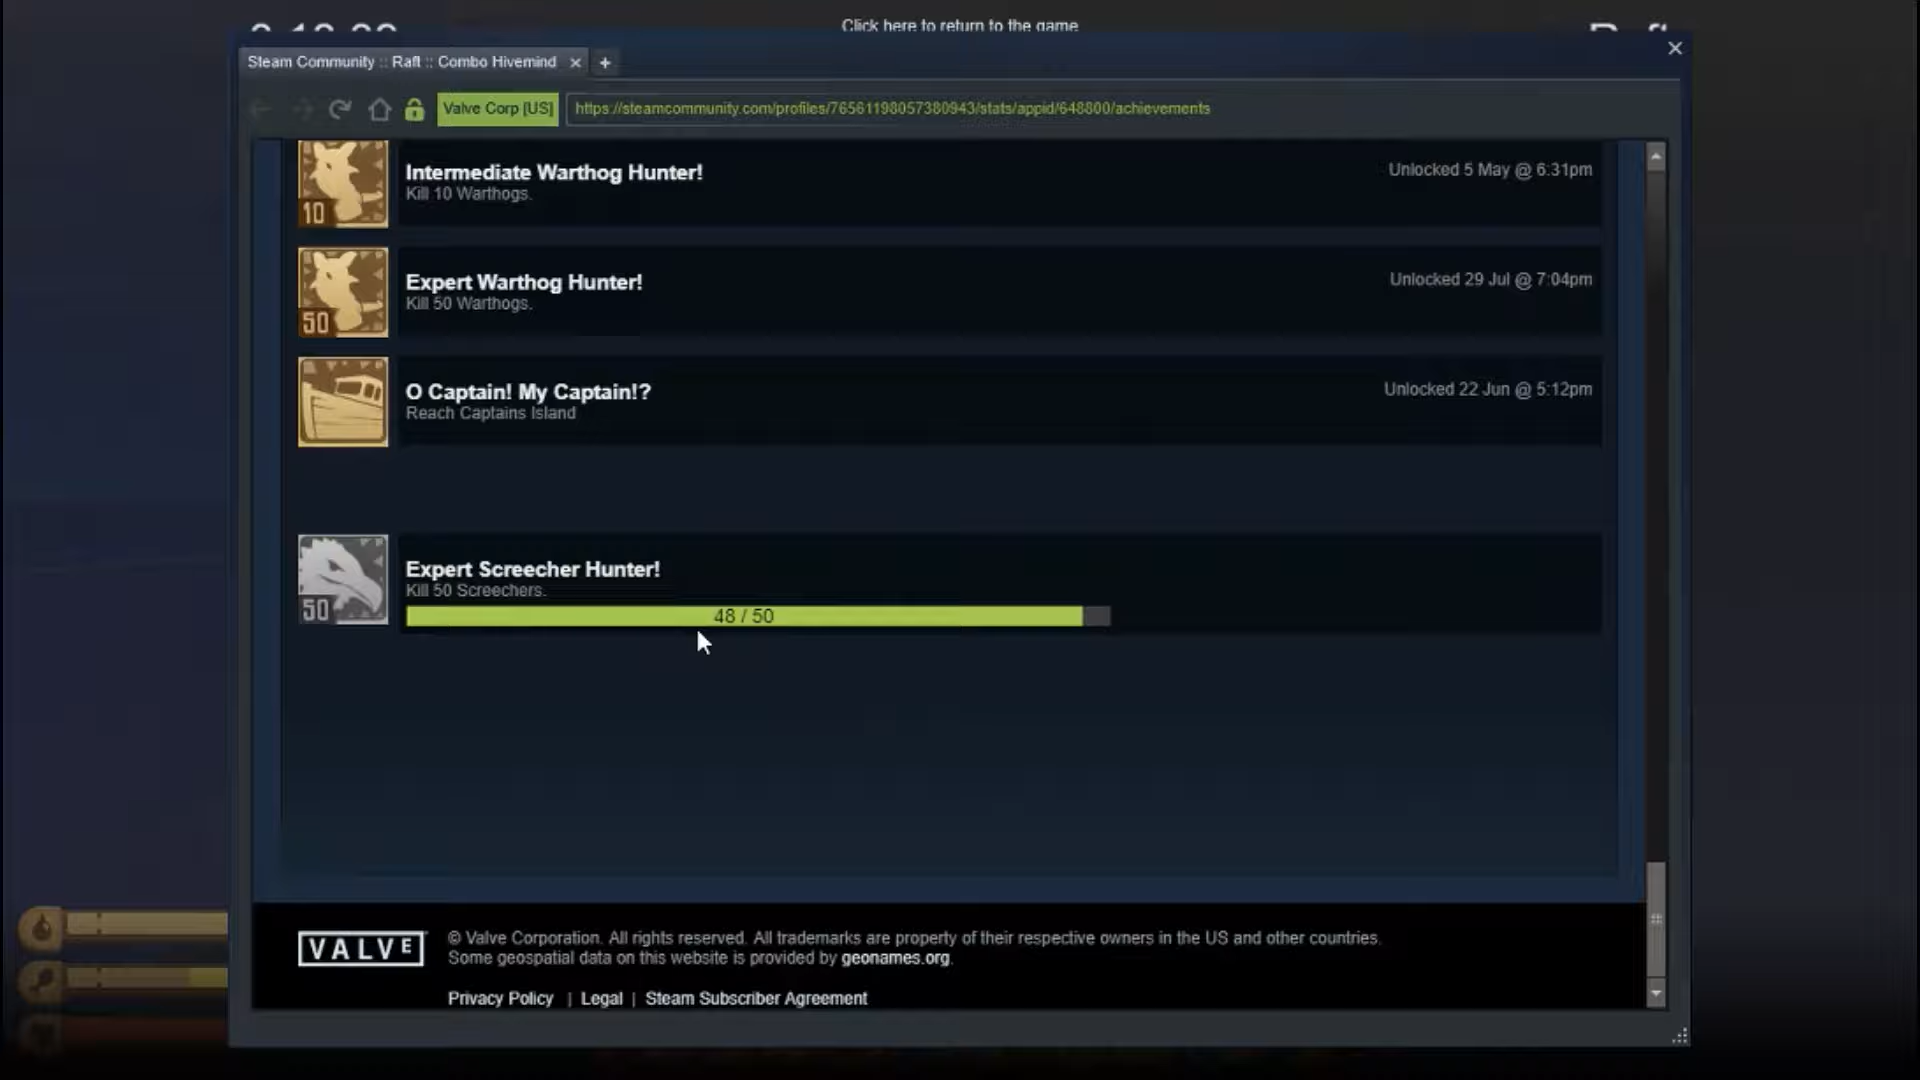 Click here to return to the game
Steam Community :: Raft :: Combo Hivemind
Valve Corp [US] https://steamcommunity.com/profiles/76561198057380943/stats/appid/648800/achievements
10
Intermediate Warthog Hunter!
Kill 10 Warthogs.
Unlocked 5 May @ 6:31pm
50
Expert Warthog Hunter!
Kill 50 Warthogs.
Unlocked 29 Jul @ 7:04pm
O Captain! My Captain!?
Reach Captains Island
Unlocked 22 Jun @ 5:12pm
50
Expert Screecher Hunter!
Kill 50 Screechers.
48 / 50
VALVE
© Valve Corporation. All rights reserved. All trademarks are property of their respective owners in the US and other countries.
Some geospatial data on this website is provided by geonames.org.
Privacy Policy | Legal | Steam Subscriber Agreement